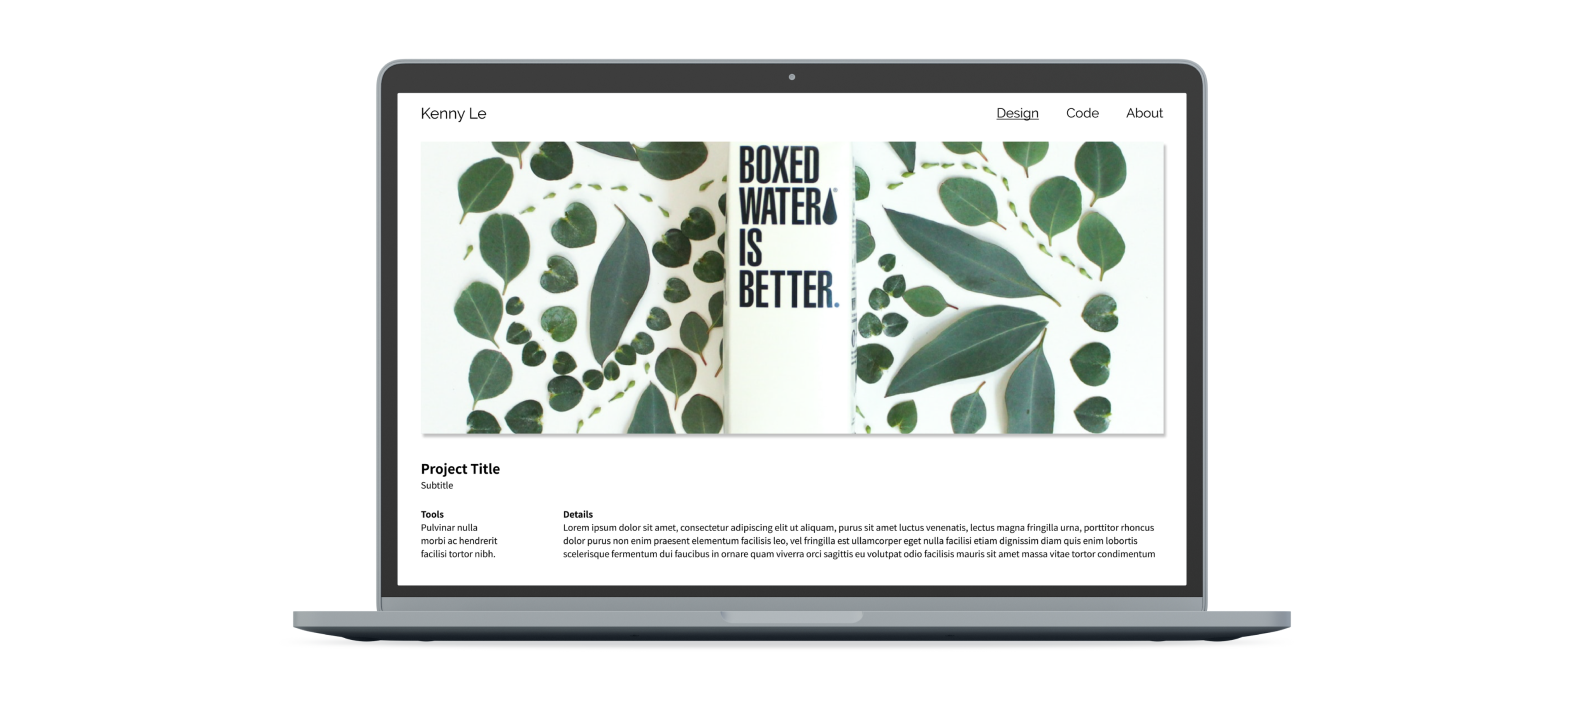 Kenny Le
Design
Code
About
BOXED
WATER
IS
BETTER.
Project Title
Subtitle
Tools
Pulvinar nulla
morbi ac hendrerit
facilisi tortor nibh.
Details
Lorem ipsum dolor sit amet, consectetur adipiscing elit ut aliquam, purus sit amet luctus venenatis, lectus magna fringilla urna, porttitor rhoncus
dolor purus non enim praesent elementum facilisis leo, vel fringilla est ullamcorper eget nulla facilisi etiam dignissim diam quis enim lobortis
scelerisque fermentum dui faucibus in ornare quam viverra orci sagittis eu volutpat odio facilisis mauris sit amet massa vitae tortor condimentum